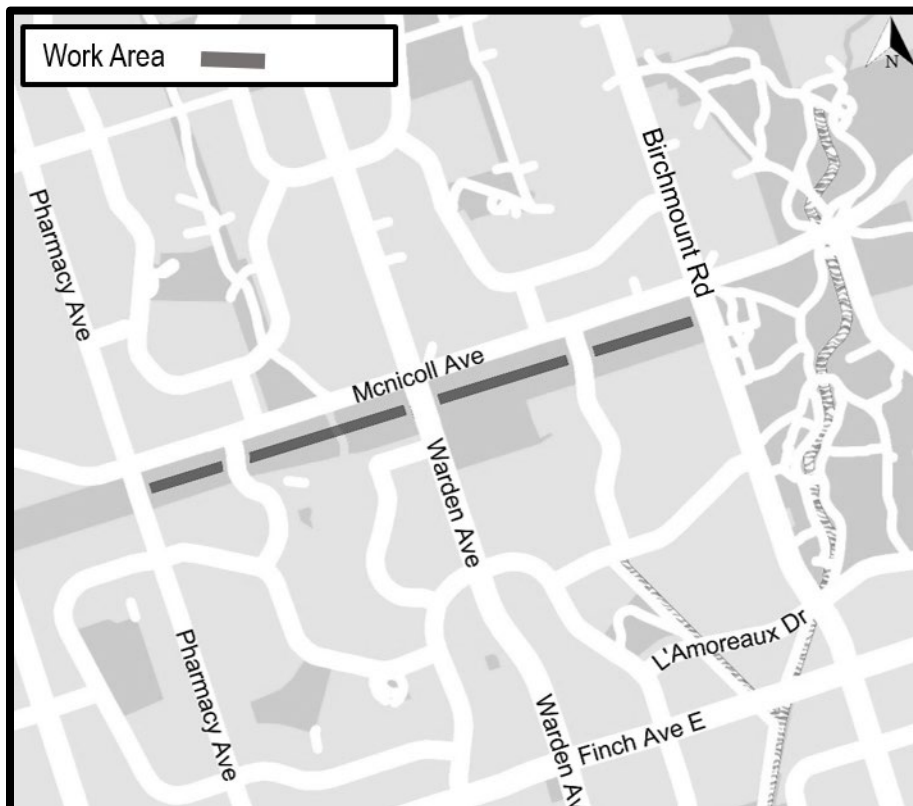 Work Area
N
Birchmount Rd
Pharmacy Ave
Mcnicoll Ave
Warden Ave
L'Amoreaux Dr
Pharmacy Ave
Warden Av
Finch Ave E